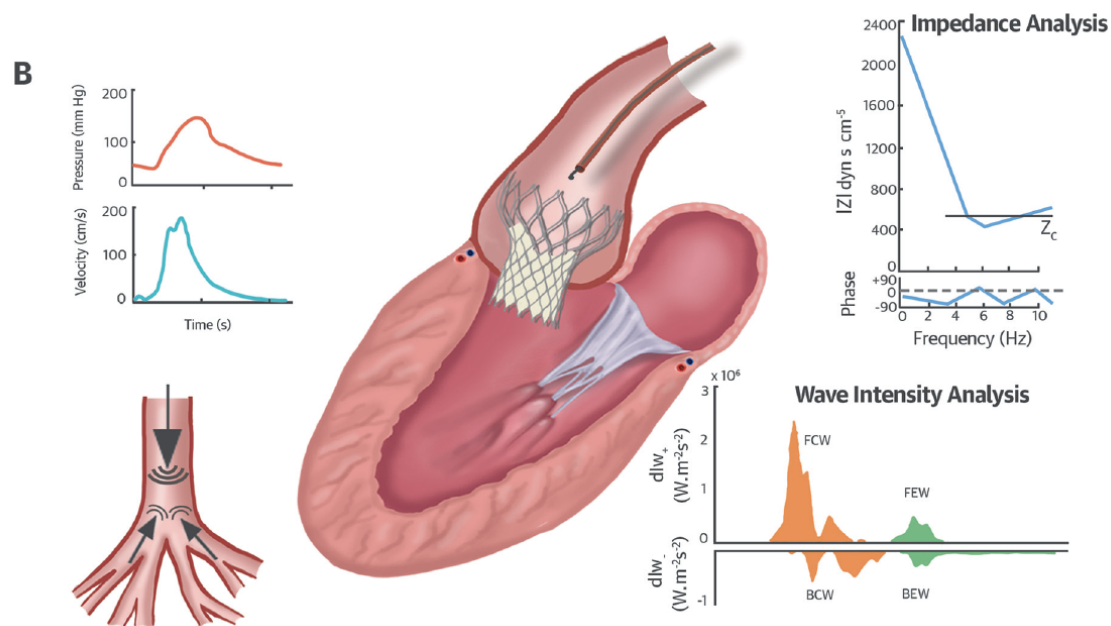 B
Pressure (mm Hg)
200
100
0
Velocity (cm/s)
200
100
0
Time (s)
Impedance Analysis
|Z| dyn s cm-5
2400
2000
1600
1200
800
400
0
Zc
Phase
+90
0
-90
0
2
4
6
8
10
Frequency (Hz)
Wave Intensity Analysis
x 10⁶
3
2
1
0
-1
dIw+
(W.m-2s-2)
dIw-
(W.m-2s-2)
FCW
FEW
BCW
BEW